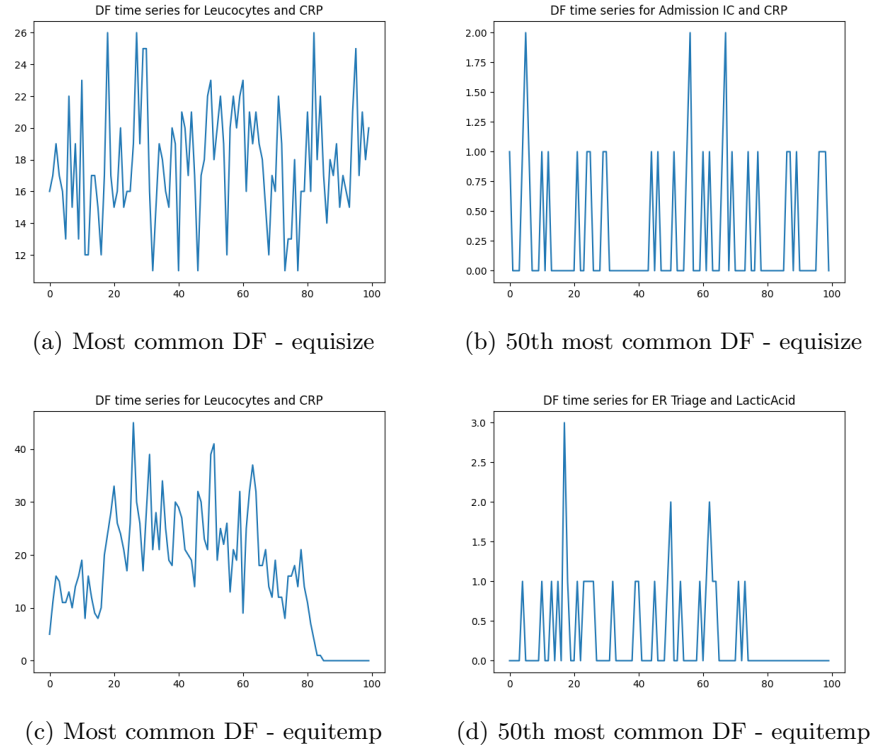 DF time series for Leucocytes and CRP
26
24
22
20
18
16
14
12
0 20 40 60 80 100
(a) Most common DF - equisize
DF time series for Admission IC and CRP
2.00
1.75
1.50
1.25
1.00
0.75
0.50
0.25
0.00
0 20 40 60 80 100
(b) 50th most common DF - equisize
DF time series for Leucocytes and CRP
40
30
20
10
0
0 20 40 60 80 100
(c) Most common DF - equitemp
DF time series for ER Triage and LacticAcid
3.0
2.5
2.0
1.5
1.0
0.5
0.0
0 20 40 60 80 100
(d) 50th most common DF - equitemp